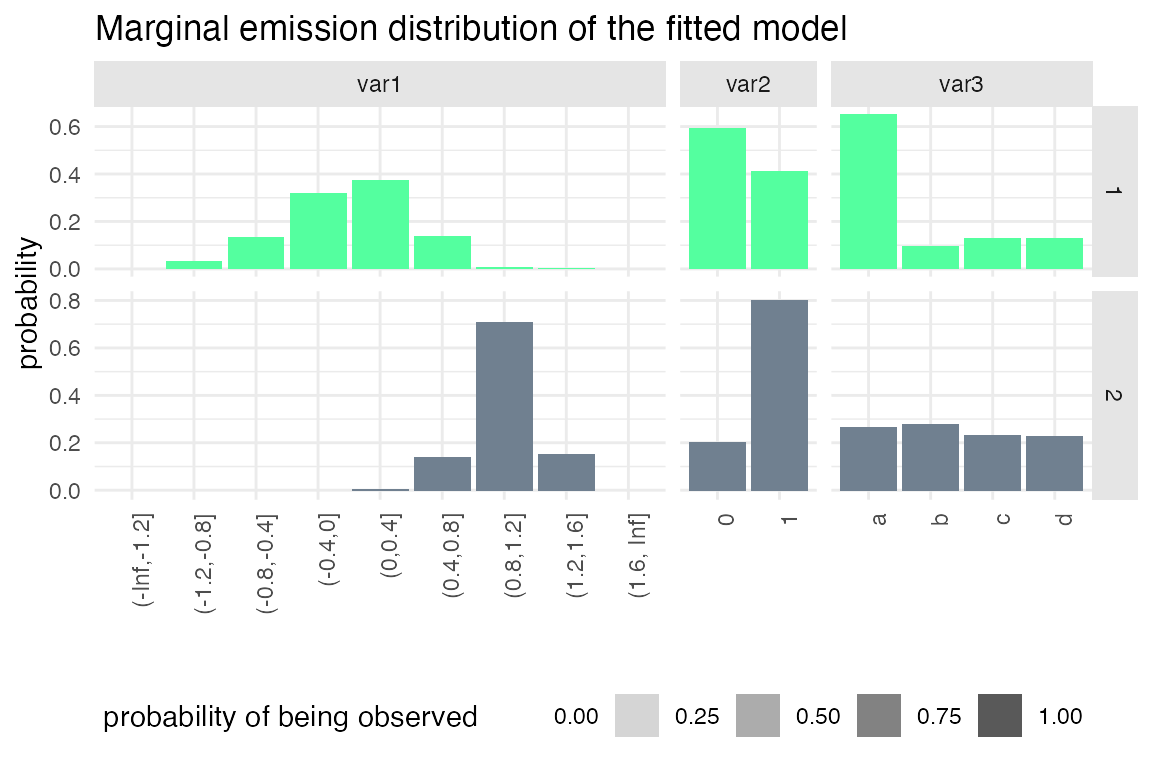 Marginal emission distribution of the fitted model
var1 var2 var3
probability
0.6
0.4
0.2
0.0
1
0.8
0.6
0.4
0.2
0.0
2
(-Inf,-1.2] (-1.2,-0.8] (-0.8,-0.4] (-0.4,0] (0,0.4] (0.4,0.8] (0.8,1.2] (1.2,1.6] (1.6, Inf] 0 1 a b c d
probability of being observed 0.00 0.25 0.50 0.75 1.00